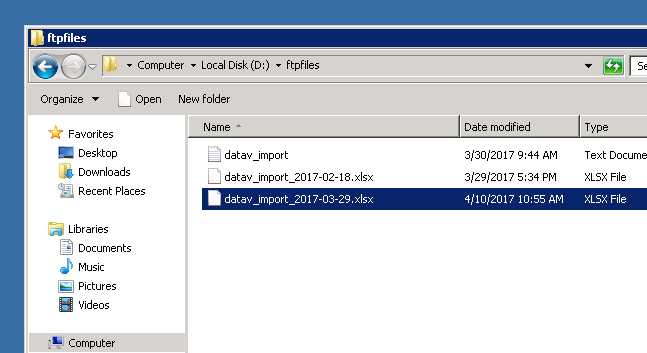 ftpfiles
Computer Local Disk (D:) ftpfiles
Organize Open New folder
Name Date modified Type
Favorites
Desktop
Downloads
Recent Places
Libraries
Documents
Music
Pictures
Videos
Computer
datav_import 3/30/2017 9:44 AM Text Docume
datav_import_2017-02-18.xlsx 3/29/2017 5:34 PM XLSX File
datav_import_2017-03-29.xlsx 4/10/2017 10:55 AM XLSX File